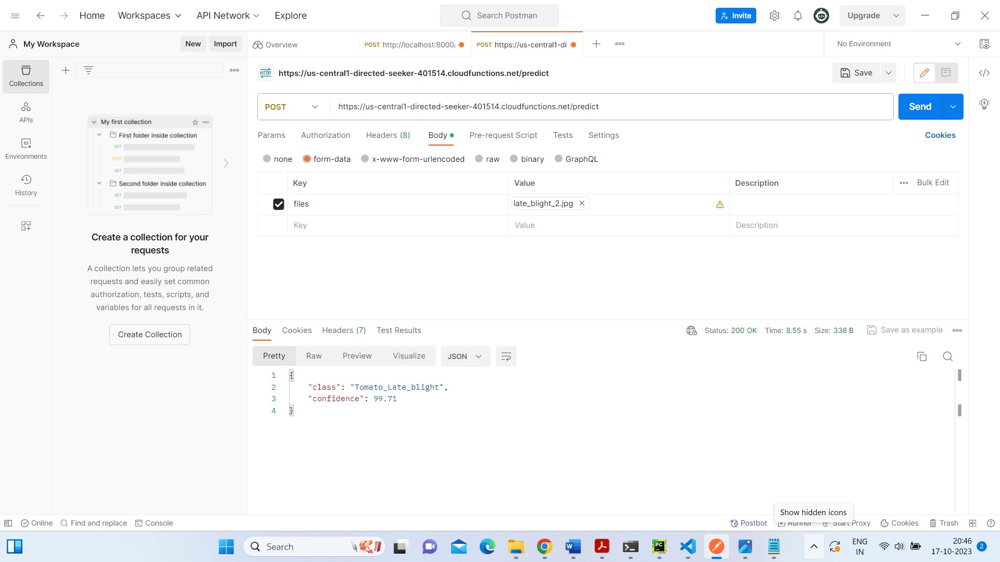 Home Workspaces API Network Explore Search Postman Invite Upgrade
My Workspace New Import Overview POST http://localhost:8000/ POST https://us-central1-di No Environment
HTTP https://us-central1-directed-seeker-401514.cloudfunctions.net/predict Save
POST https://us-central1-directed-seeker-401514.cloudfunctions.net/predict Send
Params Authorization Headers (8) Body Pre-request Script Tests Settings Cookies
none form-data x-www-form-urlencoded raw binary GraphQL
Key Value Description Bulk Edit
files late_blight_2.jpg
Key Value Description
Collections
APIs
Environments
History
My first collection
First folder inside collection
GET
POST
GET
Second folder inside collection
GET
GET
Create a collection for your
requests
A collection lets you group related
requests and easily set common
authorization, tests, scripts, and
variables for all requests in it.
Create Collection
Body Cookies Headers (7) Test Results Status: 200 OK Time: 8.55 s Size: 338 B Save as example
Pretty Raw Preview Visualize JSON
1 {
2 "class": "Tomato_Late_blight",
3 "confidence": 99.71
4 }
Show hidden icons
Online Find and replace Console Postbot Runner Start Proxy Cookies Trash
Search PC ENG
IN
20:46
17-10-2023 2